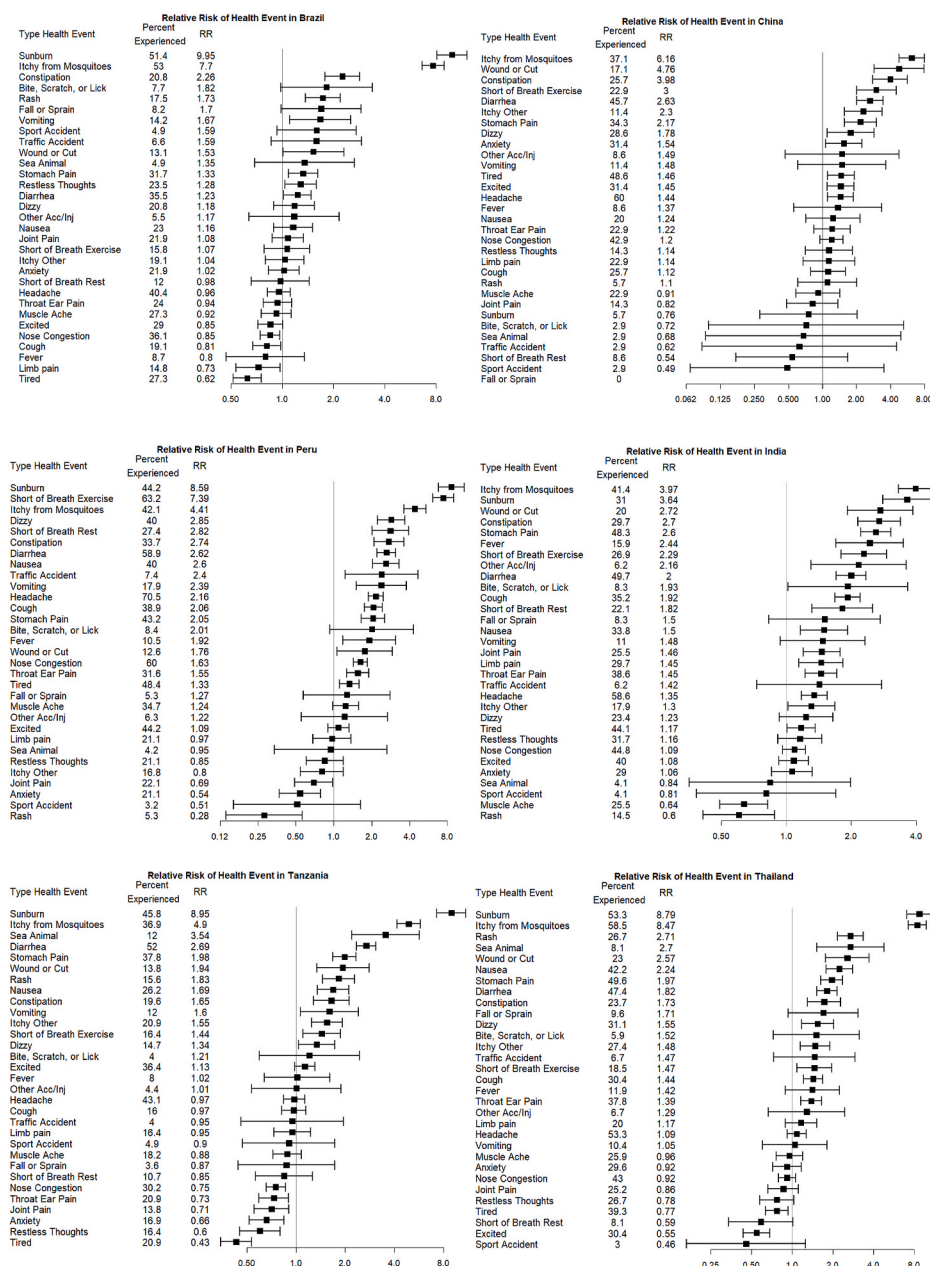 Relative Risk of Health Event in Brazil
Type Health Event Percent Experienced RR
Sunburn 51.4 9.95
Itchy from Mosquitoes 53 7.7
Constipation 20.8 2.26
Bite, Scratch, or Lick 7.7 1.82
Rash 17.5 1.73
Fall or Sprain 8.2 1.7
Vomiting 14.2 1.67
Sport Accident 4.9 1.59
Traffic Accident 6.6 1.59
Wound or Cut 13.1 1.53
Sea Animal 4.9 1.35
Stomach Pain 31.7 1.33
Restless Thoughts 23.5 1.28
Diarrhea 35.5 1.23
Dizzy 20.8 1.18
Other Acc/Inj 5.5 1.17
Nausea 23 1.16
Joint Pain 21.9 1.08
Short of Breath Exercise 15.8 1.07
Itchy Other 19.1 1.04
Anxiety 21.9 1.02
Short of Breath Rest 12 0.98
Headache 40.4 0.96
Throat Ear Pain 24 0.94
Muscle Ache 27.3 0.92
Excited 29 0.85
Nose Congestion 36.1 0.85
Cough 19.1 0.81
Fever 8.7 0.8
Limb pain 14.8 0.73
Tired 27.3 0.62
0.50 1.0 2.0 4.0 8.0
Relative Risk of Health Event in China
Type Health Event Percent Experienced RR
Itchy from Mosquitoes 37.1 6.16
Wound or Cut 17.1 4.76
Constipation 25.7 3.98
Short of Breath Exercise 22.9 3
Diarrhea 45.7 2.63
Itchy Other 11.4 2.3
Stomach Pain 34.3 2.17
Dizzy 28.6 1.78
Anxiety 31.4 1.54
Other Acc/Inj 8.6 1.49
Vomiting 11.4 1.48
Tired 48.6 1.46
Excited 31.4 1.45
Headache 60 1.44
Fever 8.6 1.37
Nausea 20 1.24
Throat Ear Pain 22.9 1.22
Nose Congestion 42.9 1.2
Restless Thoughts 14.3 1.14
Limb pain 22.9 1.14
Cough 25.7 1.12
Rash 5.7 1.1
Muscle Ache 22.9 0.91
Joint Pain 14.3 0.82
Sunburn 5.7 0.76
Bite, Scratch, or Lick 2.9 0.72
Sea Animal 2.9 0.68
Traffic Accident 2.9 0.62
Short of Breath Rest 8.6 0.54
Sport Accident 2.9 0.49
Fall or Sprain 0
0.062 0.125 0.250 0.500 1.000 2.00 4.00 8.00
Relative Risk of Health Event in Peru
Type Health Event Percent Experienced RR
Sunburn 44.2 8.59
Short of Breath Exercise 63.2 7.39
Itchy from Mosquitoes 42.1 4.41
Dizzy 40 2.85
Short of Breath Rest 27.4 2.82
Constipation 33.7 2.74
Diarrhea 58.9 2.62
Nausea 40 2.6
Traffic Accident 7.4 2.4
Vomiting 17.9 2.39
Headache 70.5 2.16
Cough 38.9 2.06
Stomach Pain 43.2 2.05
Bite, Scratch, or Lick 8.4 2.01
Fever 10.5 1.92
Wound or Cut 12.6 1.76
Nose Congestion 60 1.63
Throat Ear Pain 31.6 1.55
Tired 48.4 1.33
Fall or Sprain 5.3 1.27
Muscle Ache 34.7 1.24
Other Acc/Inj 6.3 1.22
Excited 44.2 1.09
Limb pain 21.1 0.97
Sea Animal 4.2 0.95
Restless Thoughts 21.1 0.85
Itchy Other 16.8 0.8
Joint Pain 22.1 0.69
Anxiety 21.1 0.54
Sport Accident 3.2 0.51
Rash 5.3 0.28
0.12 0.25 0.50 1.0 2.0 4.0 8.0
Relative Risk of Health Event in India
Type Health Event Percent Experienced RR
Itchy from Mosquitoes 41.4 3.97
Sunburn 31 3.64
Wound or Cut 20 2.72
Constipation 29.7 2.7
Stomach Pain 48.3 2.6
Fever 15.9 2.44
Short of Breath Exercise 26.9 2.29
Other Acc/Inj 6.2 2.16
Diarrhea 49.7 2
Bite, Scratch, or Lick 8.3 1.93
Cough 35.2 1.92
Short of Breath Rest 22.1 1.82
Fall or Sprain 8.3 1.5
Nausea 33.8 1.5
Vomiting 11 1.48
Joint Pain 25.5 1.46
Limb pain 29.7 1.45
Throat Ear Pain 38.6 1.45
Traffic Accident 6.2 1.42
Headache 58.6 1.35
Itchy Other 17.9 1.3
Dizzy 23.4 1.23
Tired 44.1 1.17
Restless Thoughts 31.7 1.16
Nose Congestion 44.8 1.09
Excited 40 1.08
Anxiety 29 1.06
Sea Animal 4.1 0.84
Sport Accident 4.1 0.81
Muscle Ache 25.5 0.64
Rash 14.5 0.6
0.50 1.0 2.0 4.0
Relative Risk of Health Event in Tanzania
Type Health Event Percent Experienced RR
Sunburn 45.8 8.95
Itchy from Mosquitoes 36.9 4.9
Sea Animal 12 3.54
Diarrhea 52 2.69
Stomach Pain 37.8 1.98
Wound or Cut 13.8 1.94
Rash 15.6 1.83
Nausea 26.2 1.69
Constipation 19.6 1.65
Vomiting 12 1.6
Itchy Other 20.9 1.55
Short of Breath Exercise 16.4 1.44
Dizzy 14.7 1.34
Bite, Scratch, or Lick 4 1.21
Excited 36.4 1.13
Fever 8 1.02
Other Acc/Inj 4.4 1.01
Headache 43.1 0.97
Cough 16 0.97
Traffic Accident 4 0.95
Limb pain 16.4 0.95
Sport Accident 4.9 0.9
Muscle Ache 18.2 0.88
Fall or Sprain 3.6 0.87
Short of Breath Rest 10.7 0.85
Nose Congestion 30.2 0.75
Throat Ear Pain 20.9 0.73
Joint Pain 13.8 0.71
Anxiety 16.9 0.66
Restless Thoughts 16.4 0.6
Tired 20.9 0.43
0.50 1.0 2.0 4.0 8.0
Relative Risk of Health Event in Thailand
Type Health Event Percent Experienced RR
Sunburn 53.3 8.79
Itchy from Mosquitoes 58.5 8.47
Rash 26.7 2.71
Sea Animal 8.1 2.7
Wound or Cut 23 2.57
Nausea 42.2 2.24
Stomach Pain 49.6 1.97
Diarrhea 47.4 1.82
Constipation 23.7 1.73
Fall or Sprain 9.6 1.71
Dizzy 31.1 1.55
Bite, Scratch, or Lick 5.9 1.52
Itchy Other 27.4 1.48
Traffic Accident 6.7 1.47
Short of Breath Exercise 18.5 1.47
Cough 30.4 1.44
Fever 11.9 1.42
Throat Ear Pain 37.8 1.39
Other Acc/Inj 6.7 1.29
Limb pain 20 1.17
Headache 53.3 1.09
Vomiting 10.4 1.05
Muscle Ache 25.9 0.96
Anxiety 29.6 0.92
Nose Congestion 43 0.92
Joint Pain 25.2 0.86
Restless Thoughts 26.7 0.78
Tired 39.3 0.77
Short of Breath Rest 8.1 0.59
Excited 30.4 0.55
Sport Accident 3 0.46
0.25 0.50 1.0 2.0 4.0 8.0